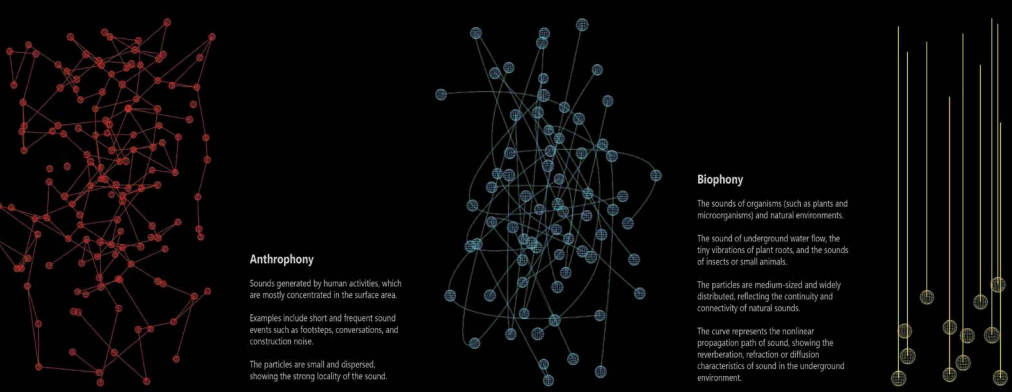 Anthrophony
Sounds generated by human activities, which
are mostly concentrated in the surface area.
Examples include short and frequent sound
events such as footsteps, conversations, and
construction noise.
The particles are small and dispersed,
showing the strong locality of the sound.
Biophony
The sounds of organisms (such as plants and
microorganisms) and natural environments.
The sound of underground water flow, the
tiny vibrations of plant roots, and the sounds
of insects or small animals.
The particles are medium-sized and widely
distributed, reflecting the continuity and
connectivity of natural sounds.
The curve represents the nonlinear
propagation path of sound, showing the
reverberation, refraction or diffusion
characteristics of sound in the underground
environment.